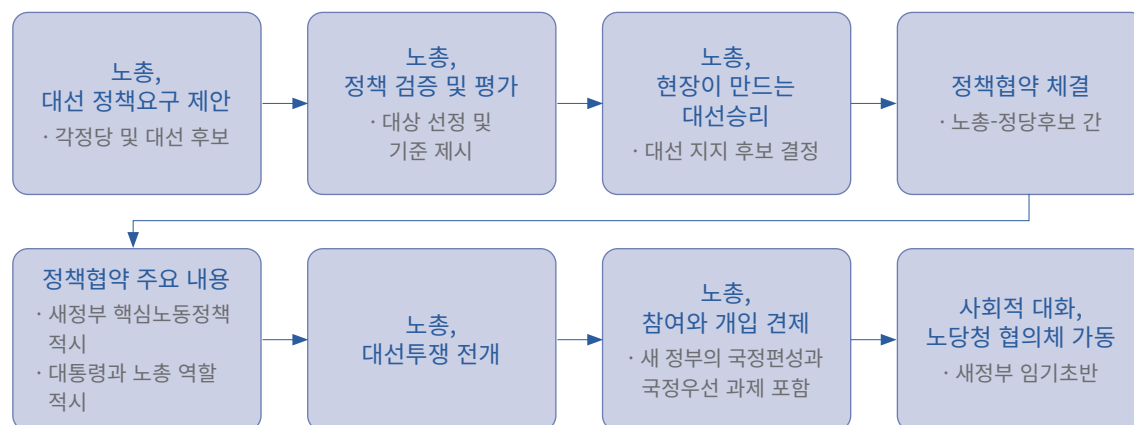 노총,
대선 정책요구 제안
· 각정당 및 대선 후보
노총,
정책 검증 및 평가
· 대상 선정 및
기준 제시
노총,
현장이 만드는
대선승리
· 대선 지지 후보 결정
정책협약 체결
· 노총-정당후보 간
정책협약 주요 내용
· 새정부 핵심노동정책
적시
· 대통령과 노총 역할
적시
노총,
대선투쟁 전개
노총,
참여와 개입 견제
· 새 정부의 국정편성과
국정우선 과제 포함
사회적 대화,
노당청 협의체 가동
· 새정부 임기초반